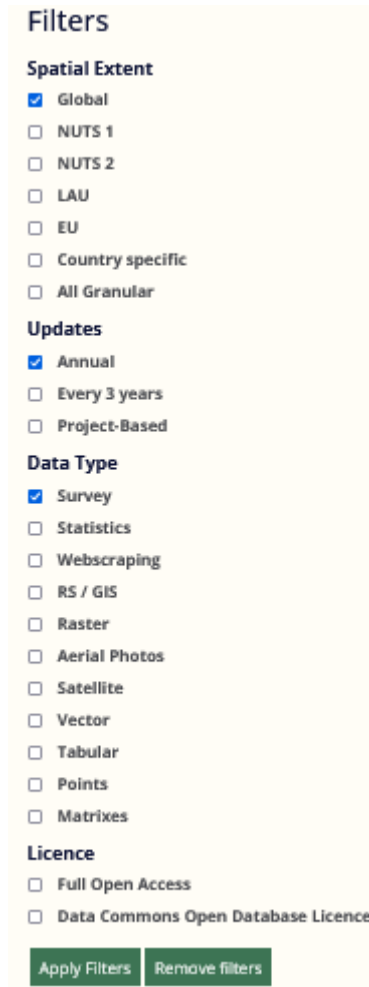 Filters
Spatial Extent
Global
NUTS 1
NUTS 2
LAU
EU
Country specific
All Granular
Updates
Annual
Every 3 years
Project-Based
Data Type
Survey
Statistics
Webscraping
RS / GIS
Raster
Aerial Photos
Satellite
Vector
Tabular
Points
Matrixes
Licence
Full Open Access
Data Commons Open Database Licence
Apply Filters Remove filters